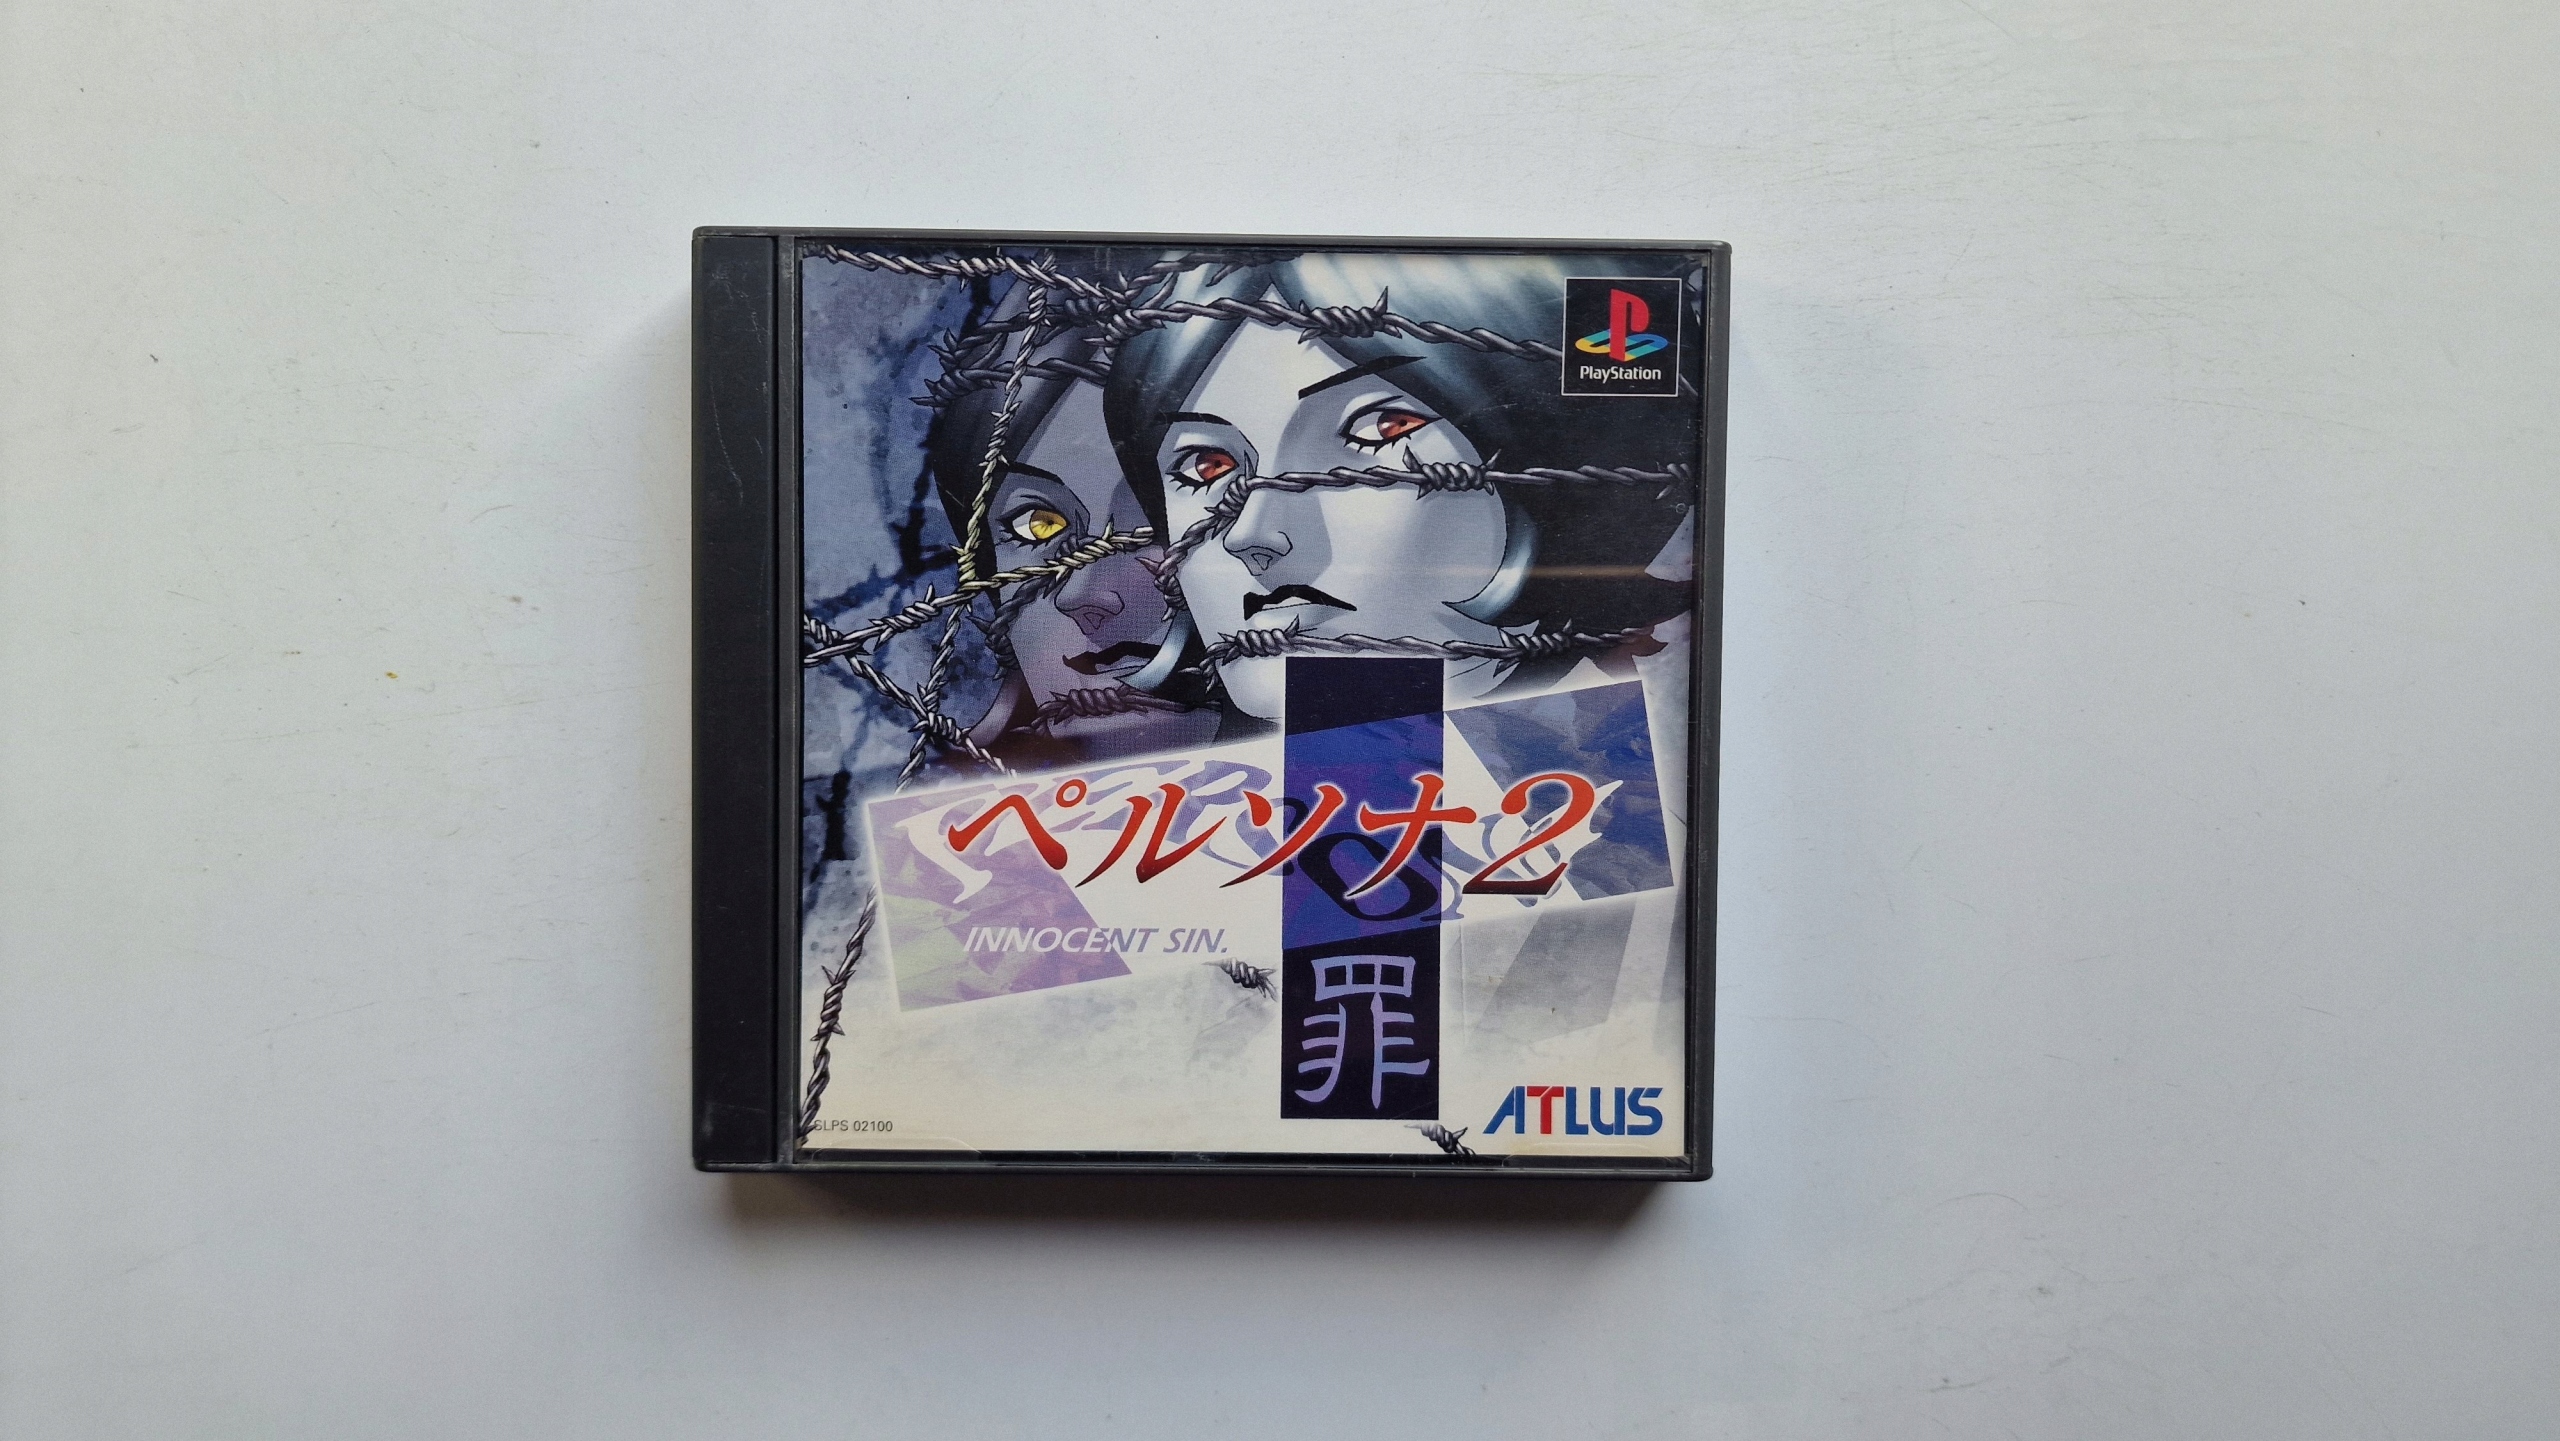 PlayStation
ペルソナ2
INNOCENT SIN.
罪
SLPS 02100
ATLUS